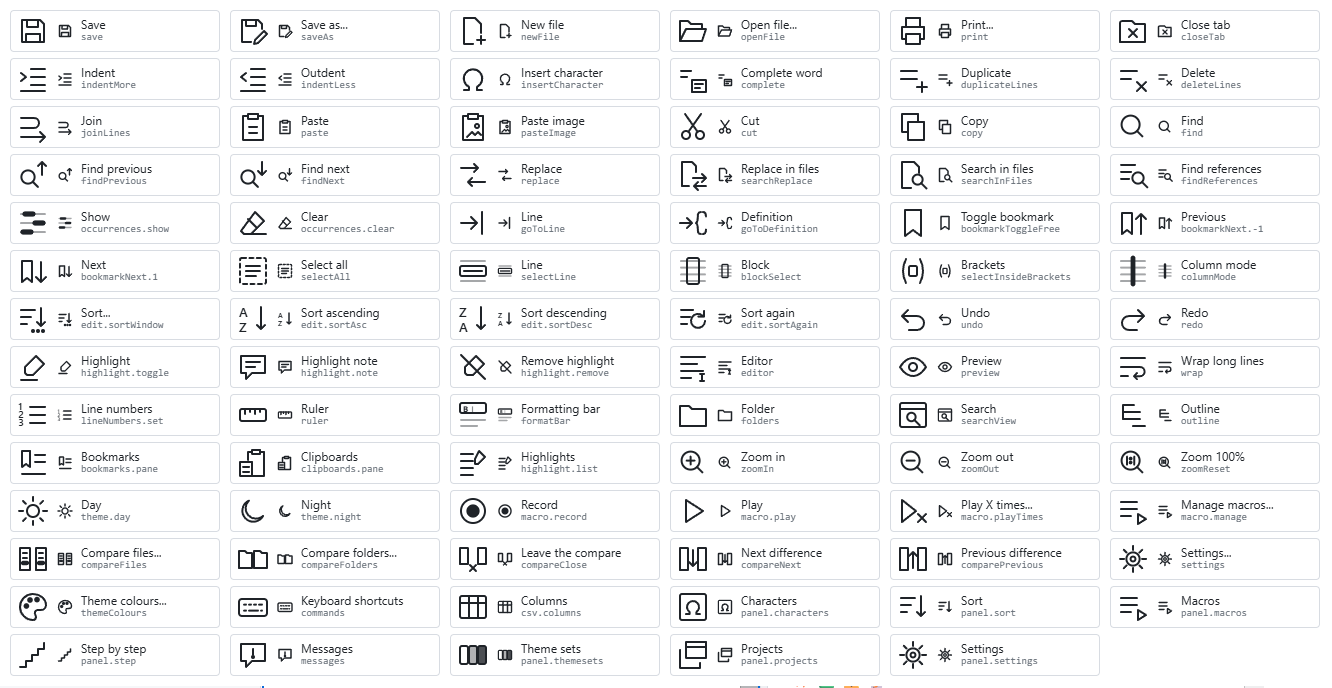 Save
save
Save as...
saveAs
New file
newFile
Open file...
openFile
Print...
print
Close tab
closeTab
Indent
indentMore
Outdent
indentLess
Insert character
insertCharacter
Complete word
complete
Duplicate
duplicateLines
Delete
deleteLines
Join
joinLines
Paste
paste
Paste image
pasteImage
Cut
cut
Copy
copy
Find
find
Find previous
findPrevious
Find next
findNext
Replace
replace
Replace in files
searchReplace
Search in files
searchInFiles
Find references
findReferences
Show
occurrences.show
Clear
occurrences.clear
Line
goToLine
Definition
goToDefinition
Toggle bookmark
bookmarkToggleFree
Previous
bookmarkNext.-1
Next
bookmarkNext.1
Select all
selectAll
Line
selectLine
Block
blockSelect
Brackets
selectInsideBrackets
Column mode
columnMode
Sort...
edit.sortWindow
A
Z
Sort ascending
edit.sortAsc
Z
A
Sort descending
edit.sortDesc
Sort again
edit.sortAgain
Undo
undo
Redo
redo
Highlight
highlight.toggle
Highlight note
highlight.note
Remove highlight
highlight.remove
Editor
editor
Preview
preview
Wrap long lines
wrap
1
2
3
Line numbers
lineNumbers.set
Ruler
ruler
B I
Formatting bar
formatBar
Folder
folders
Search
searchView
Outline
outline
Bookmarks
bookmarks.pane
Clipboards
clipboards.pane
Highlights
highlight.list
Zoom in
zoomIn
Zoom out
zoomOut
Zoom 100%
zoomReset
Day
theme.day
Night
theme.night
Record
macro.record
Play
macro.play
Play X times...
macro.playTimes
Manage macros...
macro.manage
Compare files...
compareFiles
Compare folders...
compareFolders
Leave the compare
compareClose
Next difference
compareNext
Previous difference
comparePrevious
Settings...
settings
Theme colours...
themeColours
Keyboard shortcuts
commands
Columns
csv.columns
Characters
panel.characters
Sort
panel.sort
Macros
panel.macros
Step by step
panel.step
Messages
messages
Theme sets
panel.themesets
Projects
panel.projects
Settings
panel.settings